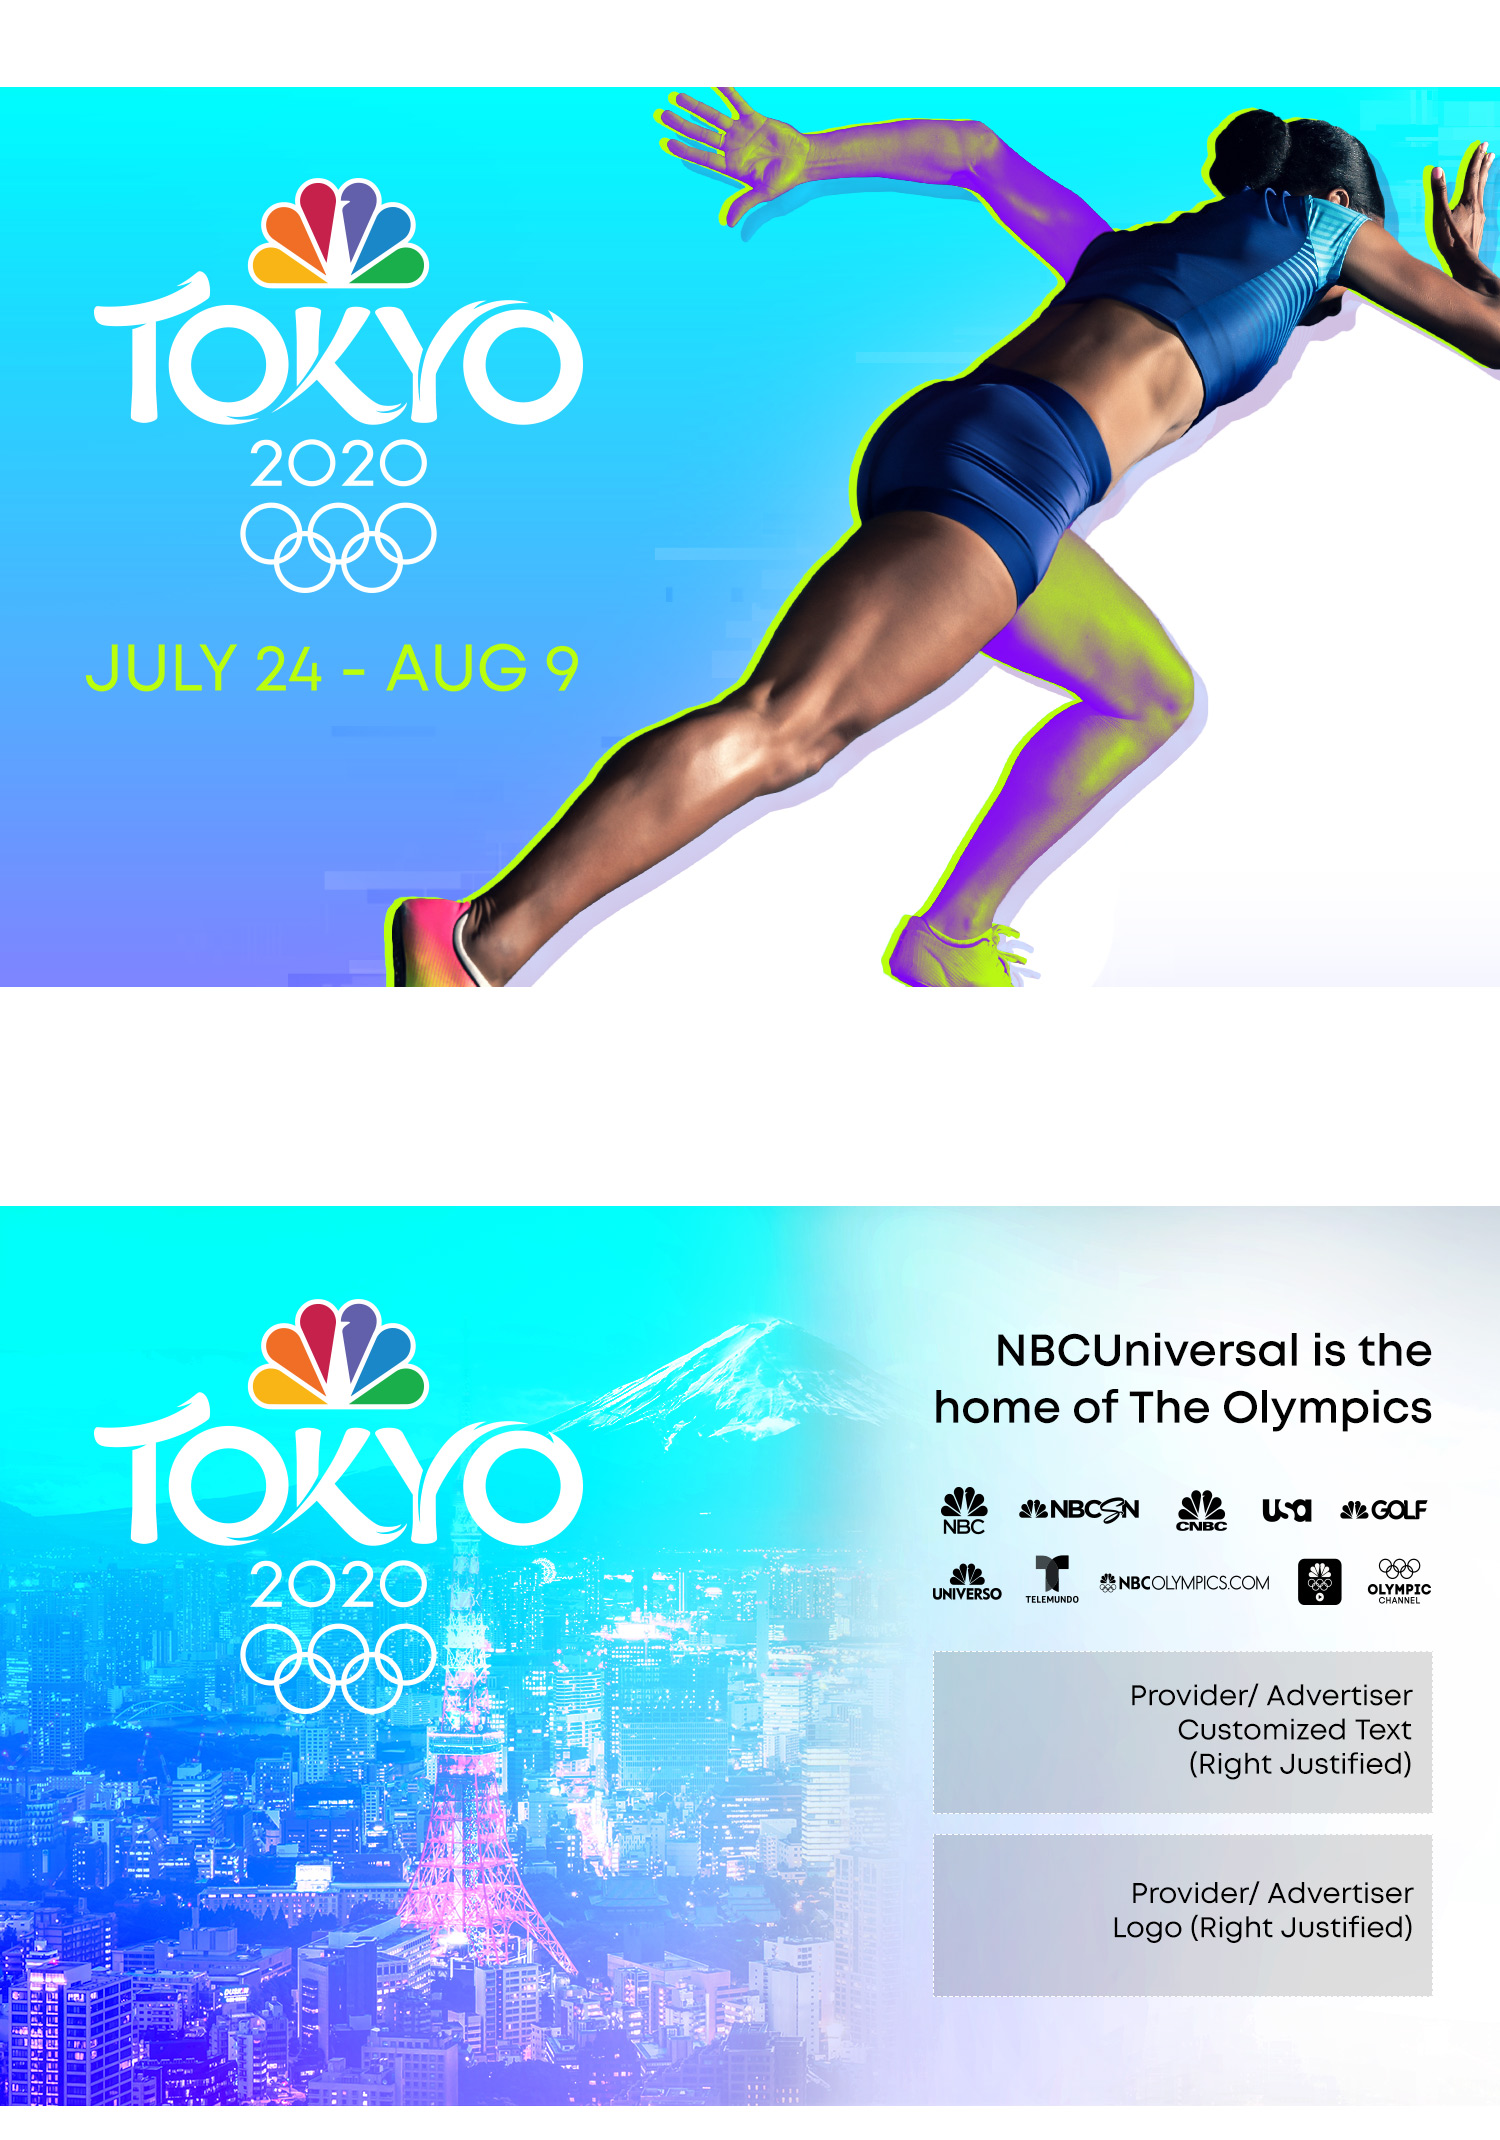 TOKYO
2020
JULY 24 - AUG 9
TOKYO
2020
NBCUniversal is the
home of The Olympics
NBC NBCSN CNBC USA GOLF
UNIVERSO TELEMUNDO NBCOLYMPICS.COM OLYMPIC CHANNEL
Provider/ Advertiser
Customized Text
(Right Justified)
Provider/ Advertiser
Logo (Right Justified)